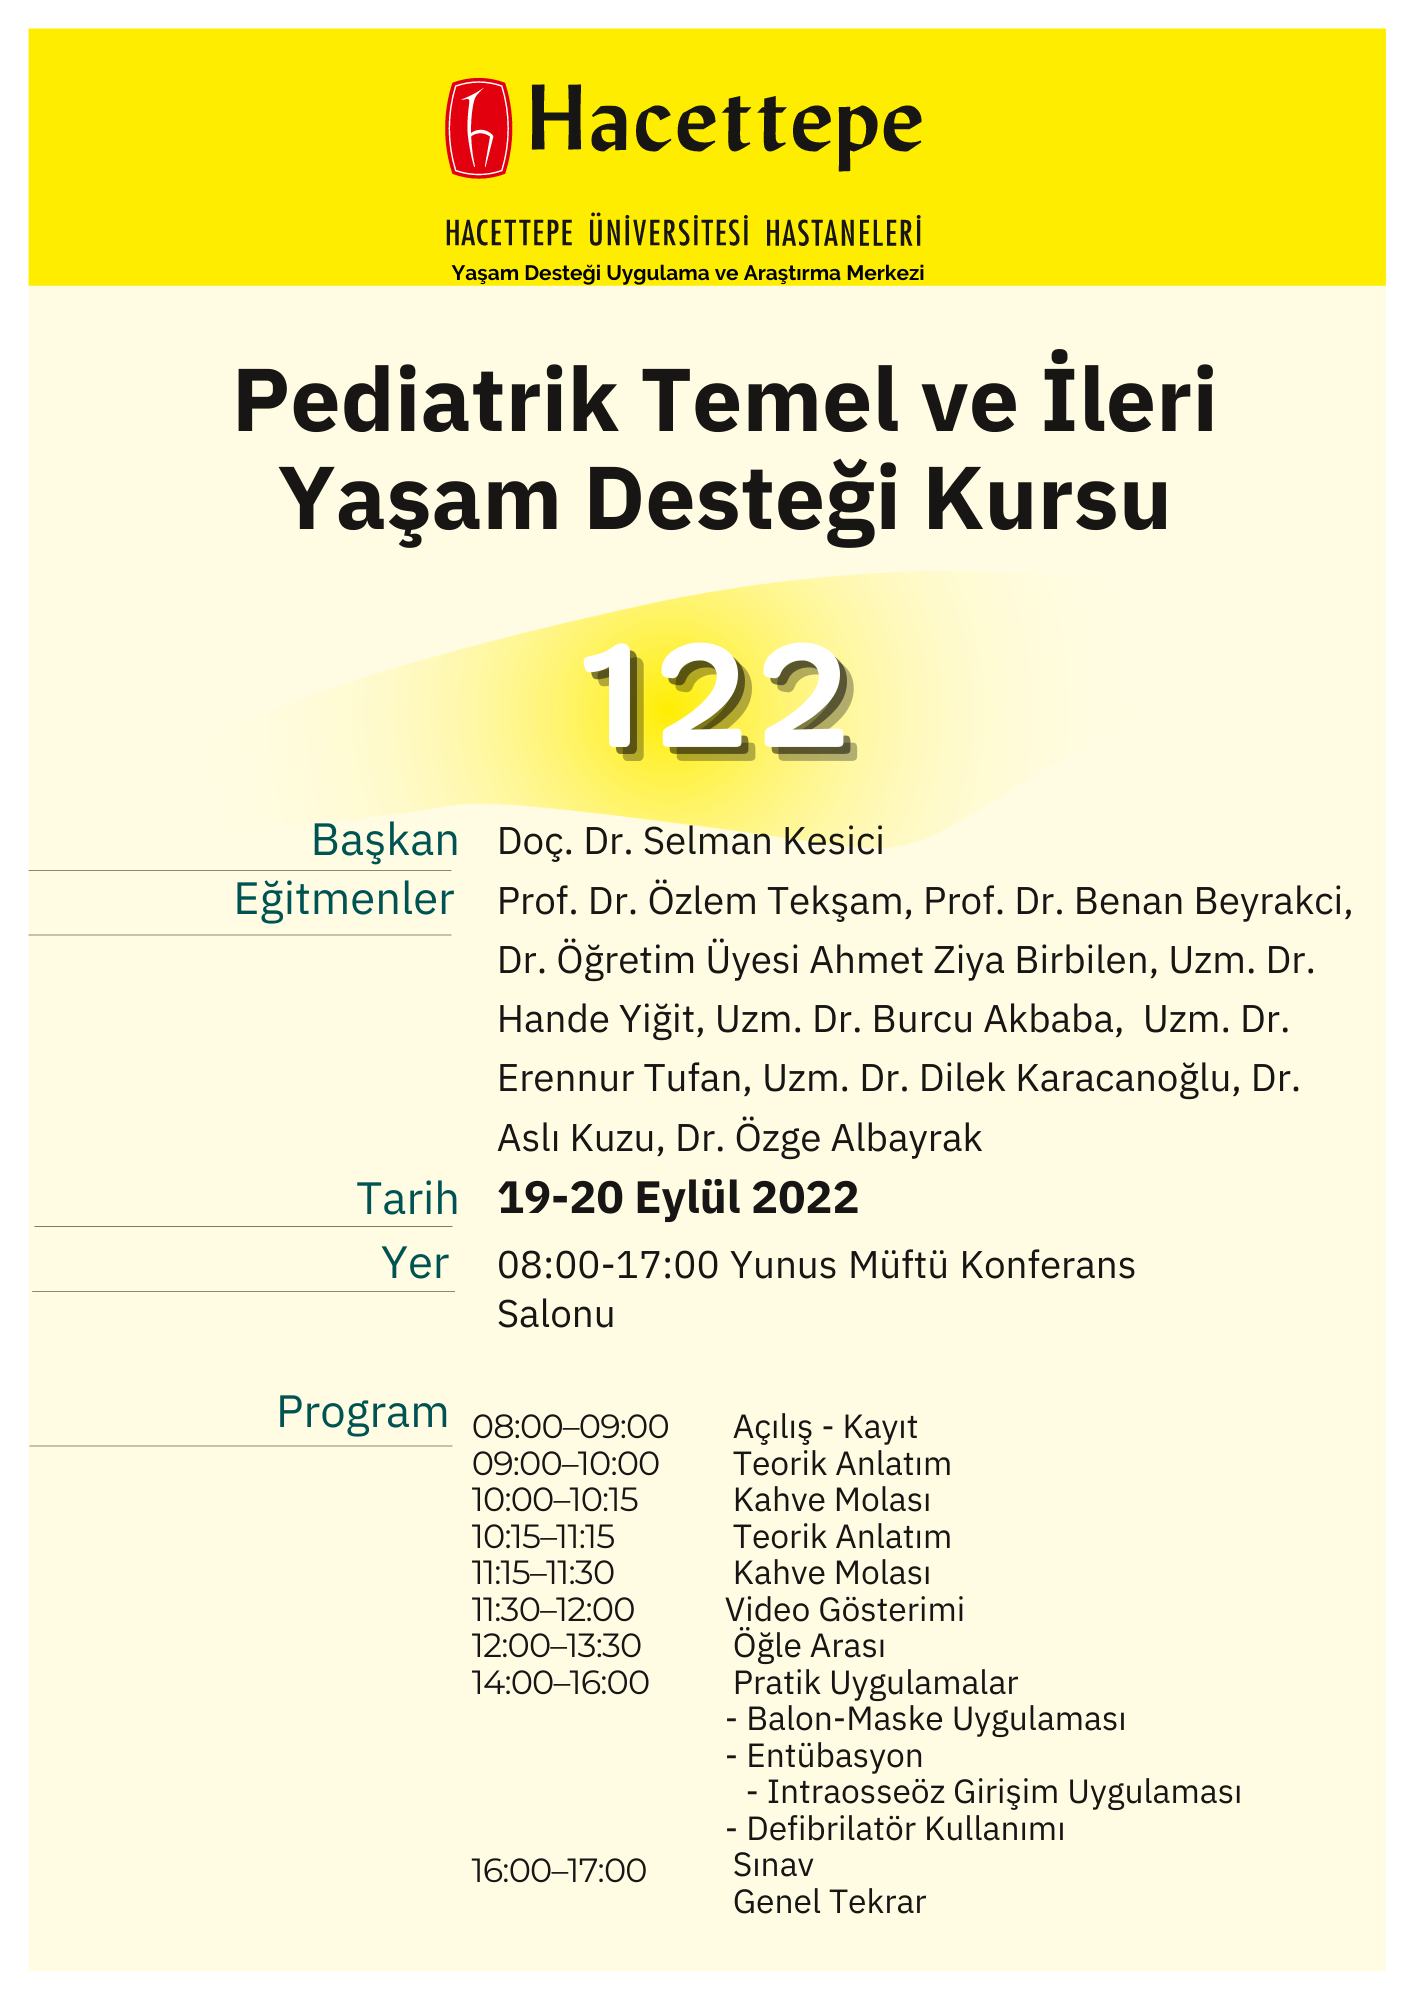 Hacettepe
HACETTEPE ÜNİVERSİTESİ HASTANELERİ
Yaşam Desteği Uygulama ve Araştırma Merkezi
Pediatrik Temel ve İleri
Yaşam Desteği Kursu
122
Başkan Doç. Dr. Selman Kesici
Eğitmenler Prof. Dr. Özlem Tekşam, Prof. Dr. Benan Beyrakci,
Dr. Öğretim Üyesi Ahmet Ziya Birbilen, Uzm. Dr.
Hande Yiğit, Uzm. Dr. Burcu Akbaba, Uzm. Dr.
Erennur Tufan, Uzm. Dr. Dilek Karacanoğlu, Dr.
Aslı Kuzu, Dr. Özge Albayrak
Tarih 19-20 Eylül 2022
Yer 08:00-17:00 Yunus Müftü Konferans
Salonu
Program 08:00–09:00 Açılış - Kayıt
09:00–10:00 Teorik Anlatım
10:00–10:15 Kahve Molası
10:15–11:15 Teorik Anlatım
11:15–11:30 Kahve Molası
11:30–12:00 Video Gösterimi
12:00–13:30 Öğle Arası
14:00–16:00 Pratik Uygulamalar
- Balon-Maske Uygulaması
- Entübasyon
- Intraosseöz Girişim Uygulaması
- Defibrilatör Kullanımı
16:00–17:00 Sınav
Genel Tekrar